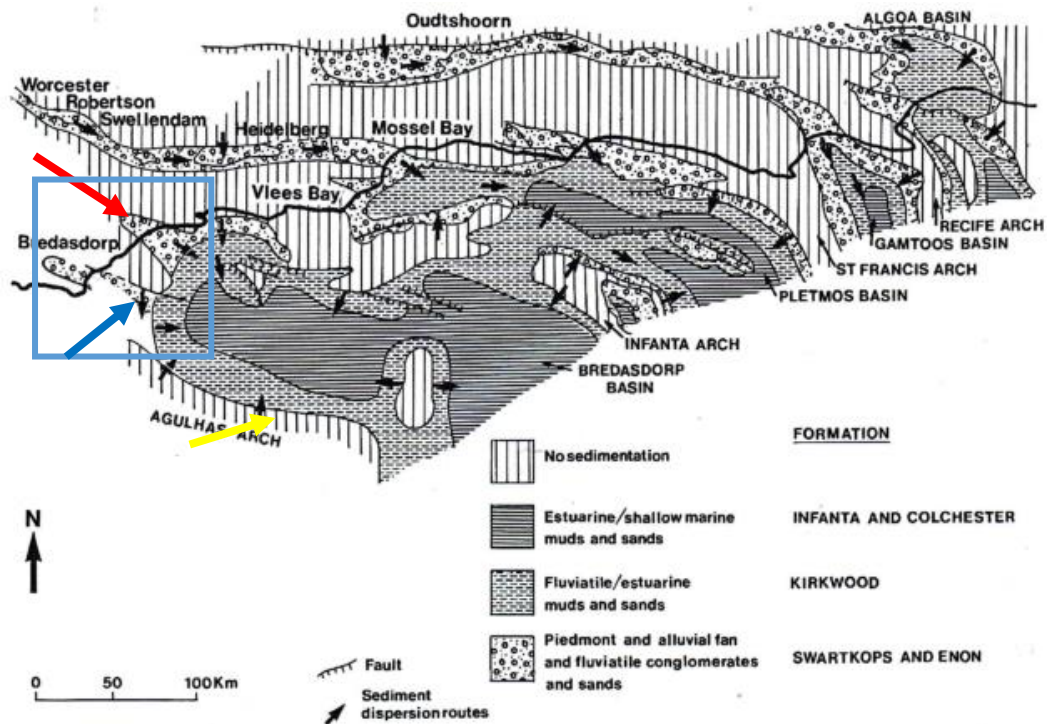 Oudtshoorn
ALGOA BASIN
Worcester
Robertson
Swellendam
Heidelberg
Mossel Bay
Vlees Bay
Bredasdorp
RECIFE ARCH
GAMTOOS BASIN
ST FRANCIS ARCH
PLETMOS BASIN
INFANTA ARCH
BREDASDORP
BASIN
AGULHAS ARCH
FORMATION
No sedimentation
Estuarine/shallow marine
muds and sands
INFANTA AND COLCHESTER
Fluviatile/estuarine
muds and sands
KIRKWOOD
Piedmont and alluvial fan
and fluviatile conglomerates
and sands
SWARTKOPS AND ENON
N
0 50 100Km
Fault
Sediment
dispersion routes